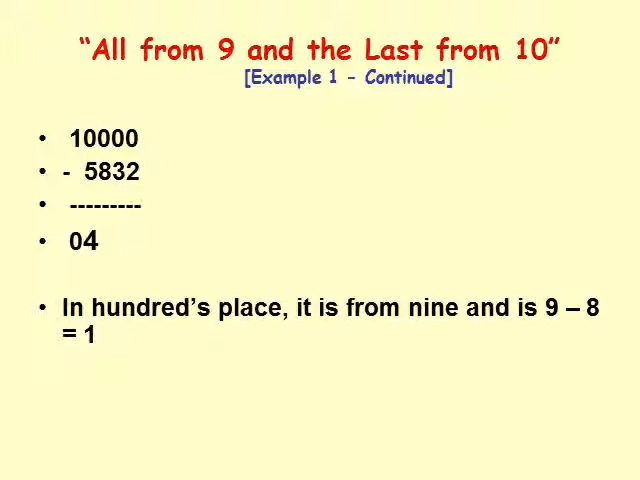 “All from 9 and the Last from 10”
[Example 1 - Continued]
• 10000
• - 5832
• ---------
• 04
• In hundred’s place, it is from nine and is 9 – 8
= 1